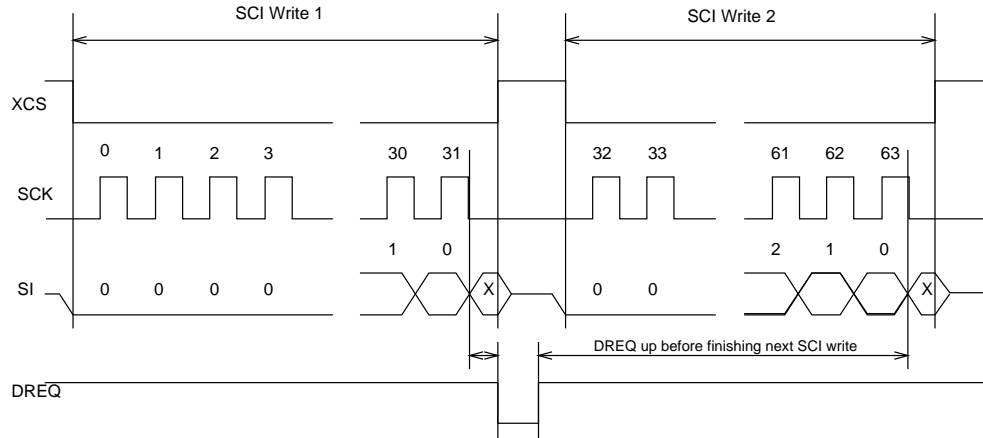 SCI Write 1 SCI Write 2
XCS
0 1 2 3 30 31 32 33 61 62 63
SCK
1 0 2 1 0
SI 0 0 0 0 X 0 0 X
DREQ up before finishing next SCI write
DREQ